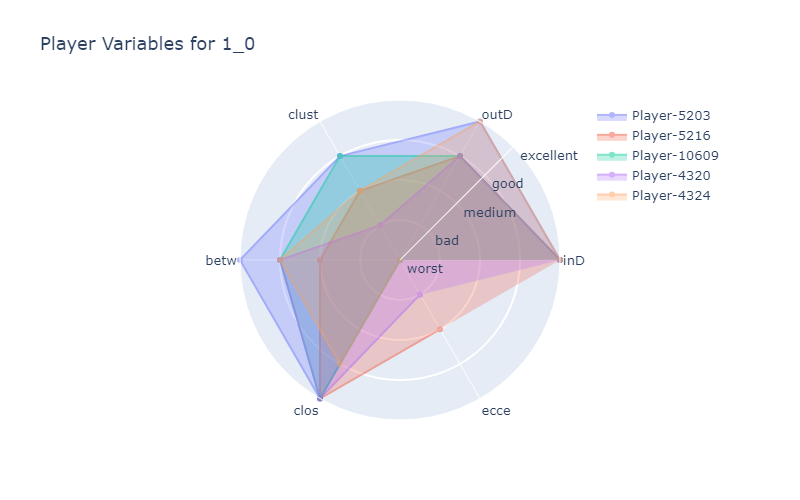 Player Variables for 1_0
clust
outD
excellent
good
medium
bad
worst
betw
inD
clos
ecce
Player-5203
Player-5216
Player-10609
Player-4320
Player-4324